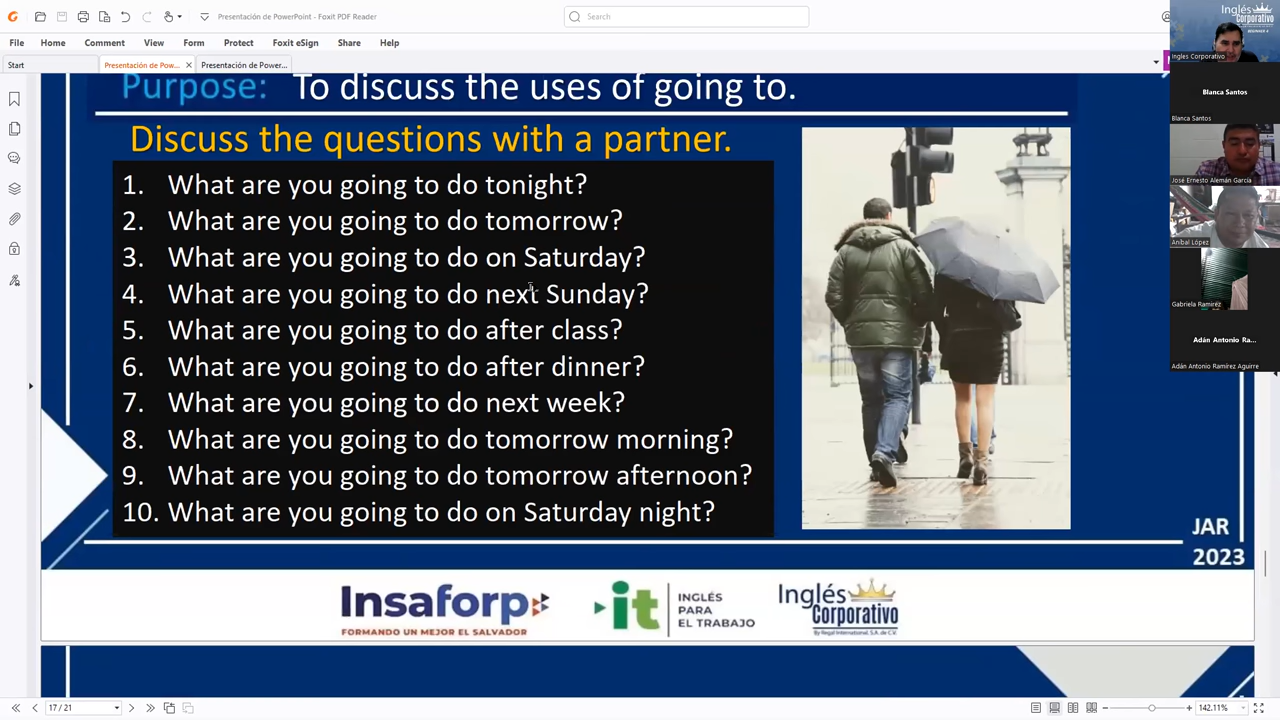 Presentación de PowerPoint - Foxit PDF Reader
Search
File Home Comment View Form Protect Foxit eSign Share Help
Start Presentación de Pow... Presentación de Power...
Purpose: To discuss the uses of going to.
Discuss the questions with a partner.
1. What are you going to do tonight?
2. What are you going to do tomorrow?
3. What are you going to do on Saturday?
4. What are you going to do next Sunday?
5. What are you going to do after class?
6. What are you going to do after dinner?
7. What are you going to do next week?
8. What are you going to do tomorrow morning?
9. What are you going to do tomorrow afternoon?
10. What are you going to do on Saturday night?
JAR
2023
Insaforp
FORMANDO UN MEJOR EL SALVADOR
it
INGLÉS
PARA
EL TRABAJO
Inglés
Corporativo
By Regal International, S.A. de C.V.
17 / 21
142.11%
Inglés
Corporativo
BEGINNER 4
Ingles Corporativo
Blanca Santos
Blanca Santos
José Ernesto Alemán García
Aníbal López
Gabriela Ramírez
Adán Antonio Ra...
Adán Antonio Ramírez Aguirre